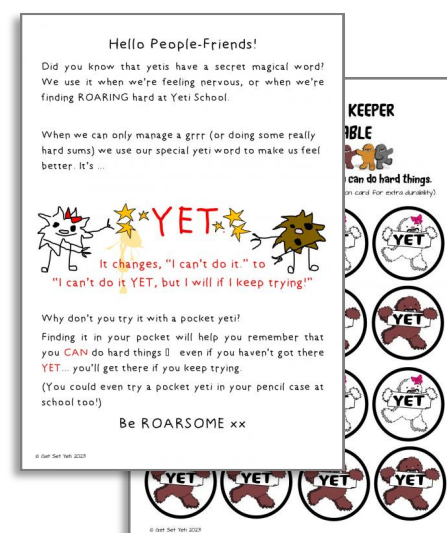 Hello People-Friends!
Did you know that yetis have a secret magical word?
We use it when we're feeling nervous, or when we're
finding ROARING hard at Yeti School.
When we can only manage a grrr (or doing some really
hard sums) we use our special yeti word to make us feel
better. It's ...
YET
It changes, "I can't do it." to
"I can't do it YET, but I will if I keep trying!"
Why don't you try it with a pocket yeti?
Finding it in your pocket will help you remember that
you CAN do hard things ▯ even if you haven't got there
YET... you'll get there if you keep trying.
(You could even try a pocket yeti in your pencil case at
school too!)
Be ROARSOME xx
© Get Set Yeti 2023
KEEPER
ABLE
can do hard things.
on card for extra durability)
YET
YET
YET
YET
YET
YET
YET
© Get Set Yeti 2023